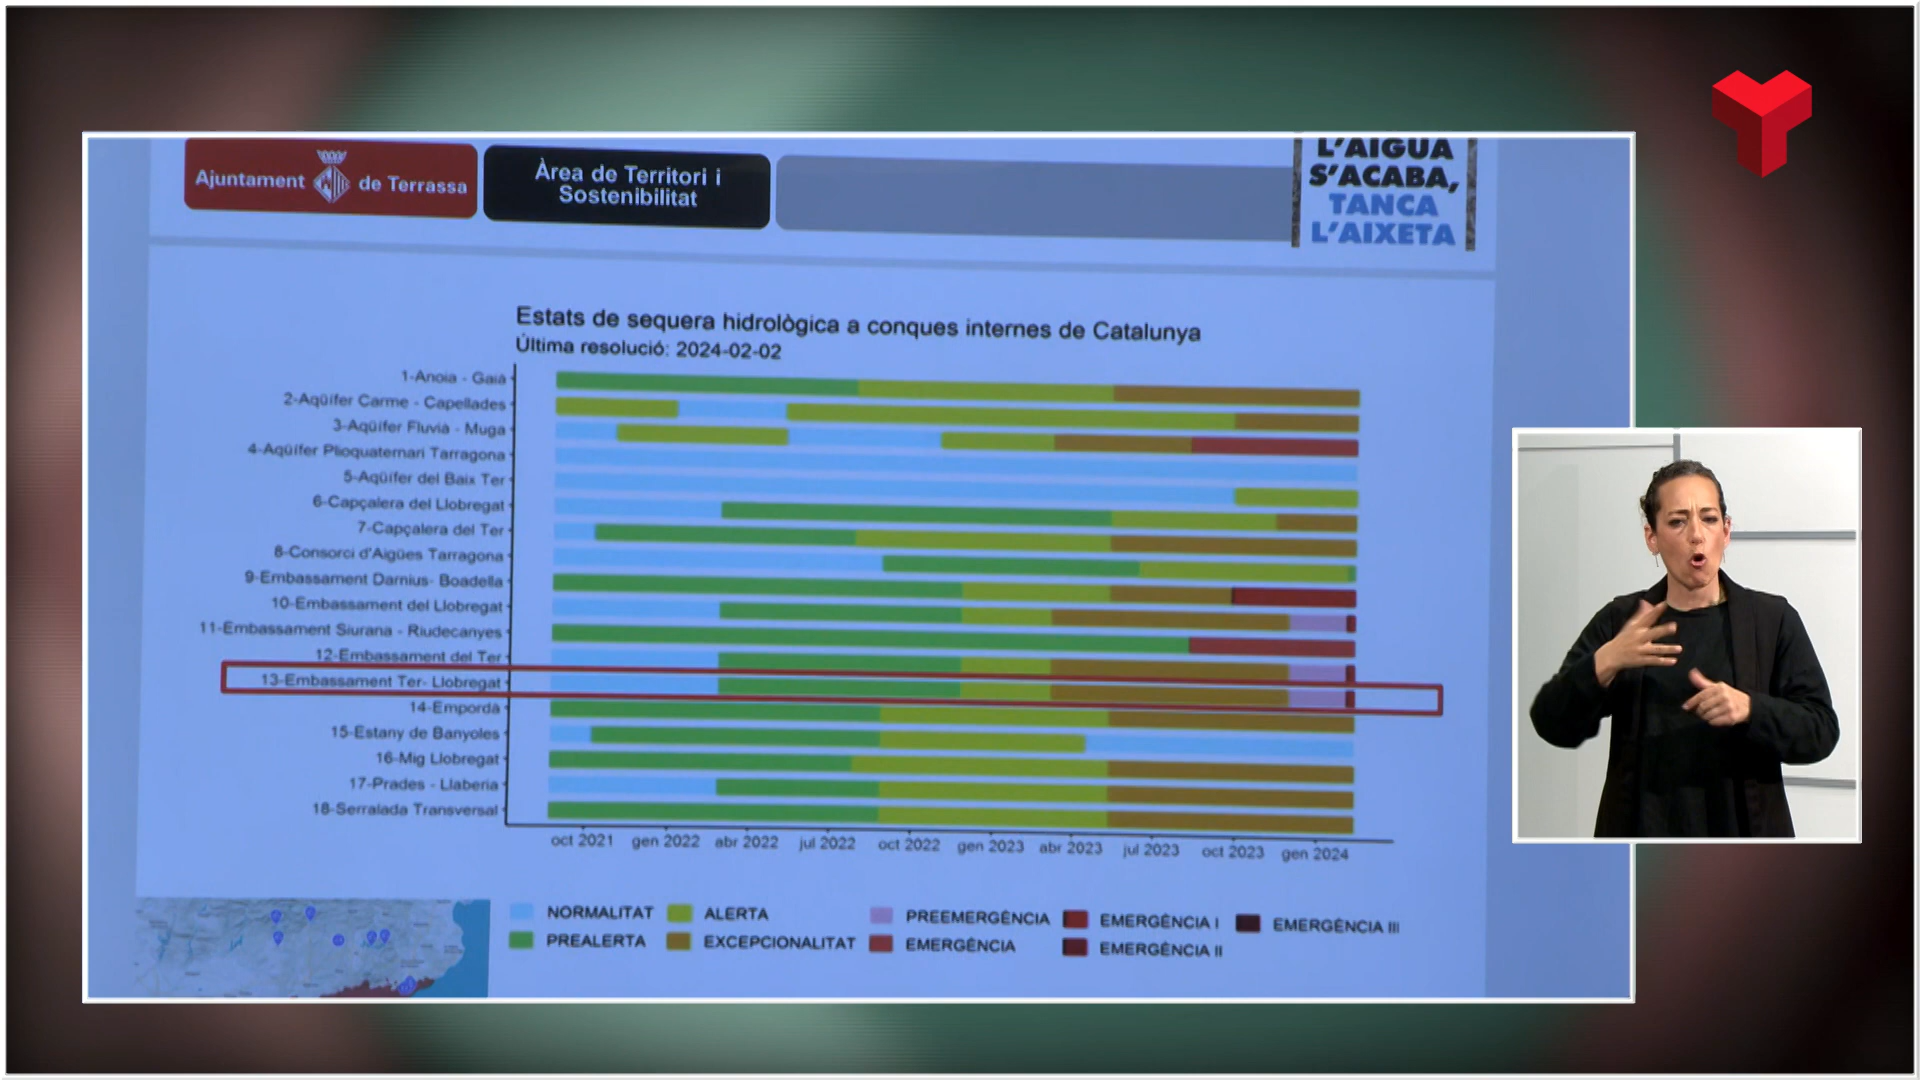 Ajuntament de Terrassa
Àrea de Territori i
Sostenibilitat
L'AIGUA
S'ACABA,
TANCA
L'AIXETA
Estats de sequera hidrològica a conques internes de Catalunya
Última resolució: 2024-02-02
1-Anoia - Gaià
2-Aqüífer Carme - Capellades
3-Aqüífer Fluvià - Muga
4-Aqüífer Plioquaternari Tarragona
5-Aqüífer del Baix Ter
6-Capçalera del Llobregat
7-Capçalera del Ter
8-Consorci d'Aigües Tarragona
9-Embassament Darnius- Boadella
10-Embassament del Llobregat
11-Embassament Siurana - Riudecanyes
12-Embassament del Ter
13-Embassament Ter- Llobregat
14-Empordà
15-Estany de Banyoles
16-Mig Llobregat
17-Prades - Llaberia
18-Serralada Transversal
oct 2021 gen 2022 abr 2022 jul 2022 oct 2022 gen 2023 abr 2023 jul 2023 oct 2023 gen 2024
NORMALITAT ALERTA PREEMERGÈNCIA EMERGÈNCIA I EMERGÈNCIA III
PREALERTA EXCEPCIONALITAT EMERGÈNCIA EMERGÈNCIA II